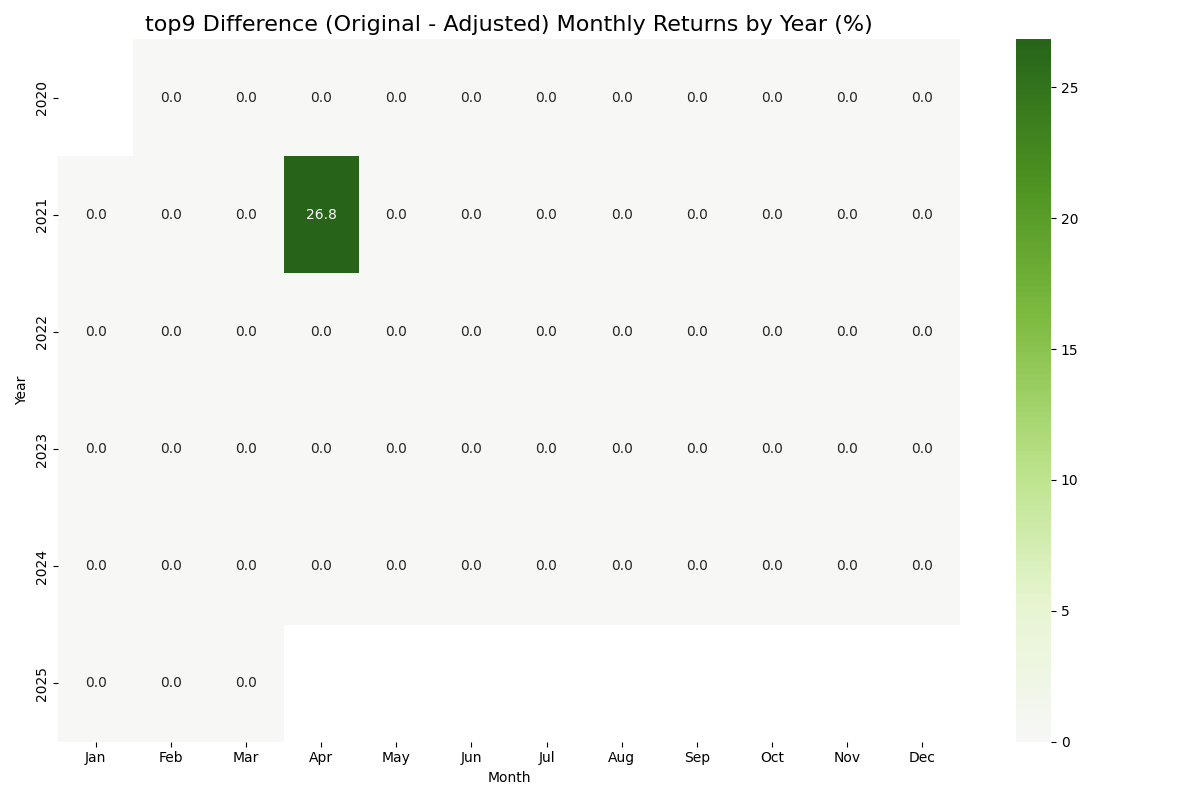 top9 Difference (Original - Adjusted) Monthly Returns by Year (%)
2020 0.0 0.0 0.0 0.0 0.0 0.0 0.0 0.0 0.0 0.0 0.0
2021 0.0 0.0 0.0 26.8 0.0 0.0 0.0 0.0 0.0 0.0 0.0 0.0
2022 0.0 0.0 0.0 0.0 0.0 0.0 0.0 0.0 0.0 0.0 0.0 0.0
2023 0.0 0.0 0.0 0.0 0.0 0.0 0.0 0.0 0.0 0.0 0.0 0.0
2024 0.0 0.0 0.0 0.0 0.0 0.0 0.0 0.0 0.0 0.0 0.0 0.0
2025 0.0 0.0 0.0
Year
Jan Feb Mar Apr May Jun Jul Aug Sep Oct Nov Dec
Month
25
20
15
10
5
0